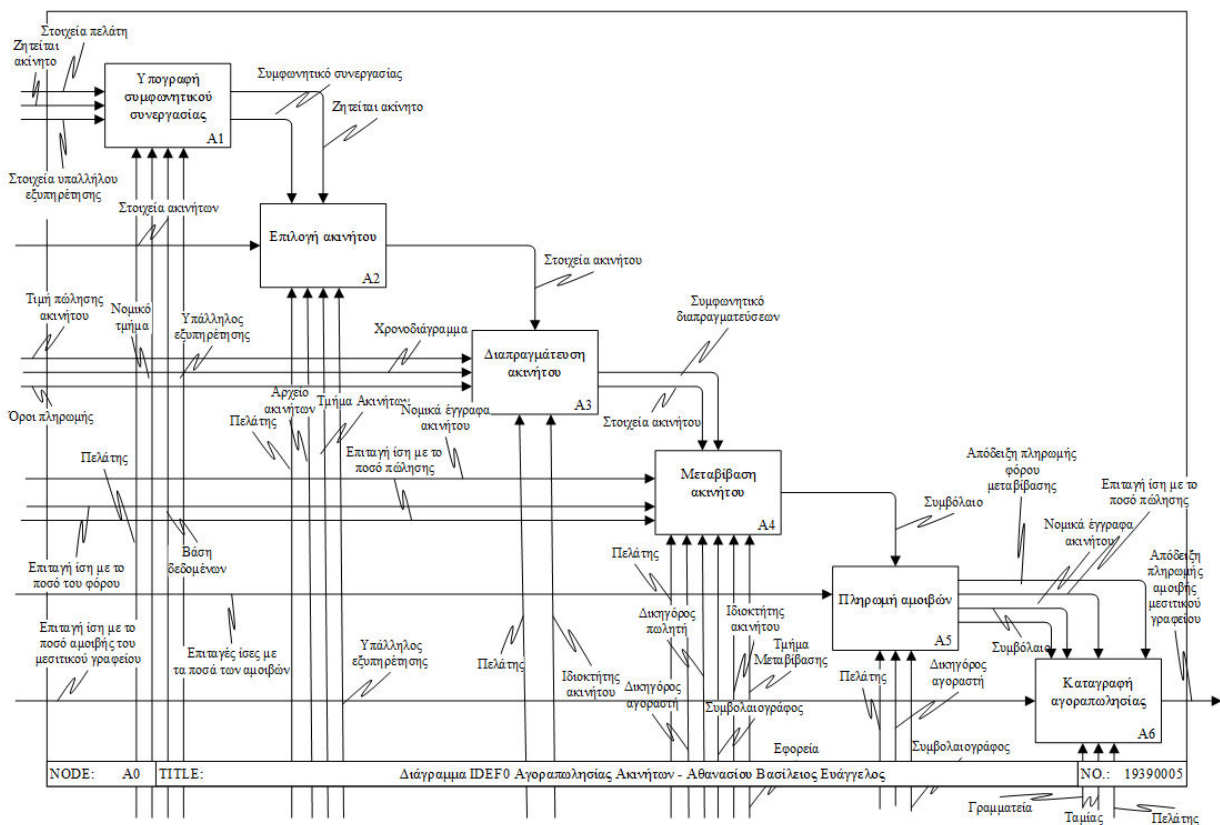 Στοιχεία πελάτη
Ζητείται
ακίνητο
Υπογραφή
συμφωνητικού
συνεργασίας
A1
Συμφωνητικό συνεργασίας
Ζητείται ακίνητο
Στοιχεία υπαλλήλου
εξυπηρέτησης
Στοιχεία ακινήτων
Επιλογή ακινήτου
A2
Στοιχεία ακινήτου
Τιμή πώλησης
ακινήτου
Νομικό
τμήμα
Υπάλληλος
εξυπηρέτησης
Χρονοδιάγραμμα
Συμφωνητικό
διαπραγματεύσεων
Διαπραγμάτευση
ακινήτου
A3
Όροι πληρωμής
Αρχείο
ακινήτων
Τμήμα Ακινήτων
Πελάτης
Νομικά έγγραφα
ακινήτου
Στοιχεία ακινήτου
Πελάτης
Επιταγή ίση με το
ποσό πώλησης
Μεταβίβαση
ακινήτου
A4
Απόδειξη πληρωμής
φόρου
μεταβίβασης
Επιταγή ίση με το
ποσό πώλησης
Συμβόλαιο
Νομικά έγγραφα
ακινήτου
Βάση
δεδομένων
Επιταγή ίση με το
ποσό του φόρου
Πελάτης
Απόδειξη
πληρωμής
αμοιβής
μεσιτικού
γραφείου
Πληρωμή αμοιβών
A5
Δικηγόρος
πωλητή
Ιδιοκτήτης
ακινήτου
Επιταγή ίση με το
ποσό αμοιβής του
μεσιτικού γραφείου
Επιταγές ίσες με
τα ποσά των αμοιβών
Υπάλληλος
εξυπηρέτησης
Πελάτης
Ιδιοκτήτης
ακινήτου
Δικηγόρος
αγοραστή
Τμήμα
Μεταβίβασης
Συμβολαιογράφος
Εφορεία
Πελάτης
Δικηγόρος
αγοραστή
Συμβόλαιο
Συμβολαιογράφος
Καταγραφή
αγοραπωλησίας
A6
NODE: A0 TITLE: Διάγραμμα IDEF0 Αγοραπωλησίας Ακινήτων - Αθανασίου Βασίλειος Ευάγγελος NO.: 19390005
Γραμματεία
Ταμίας
Πελάτης